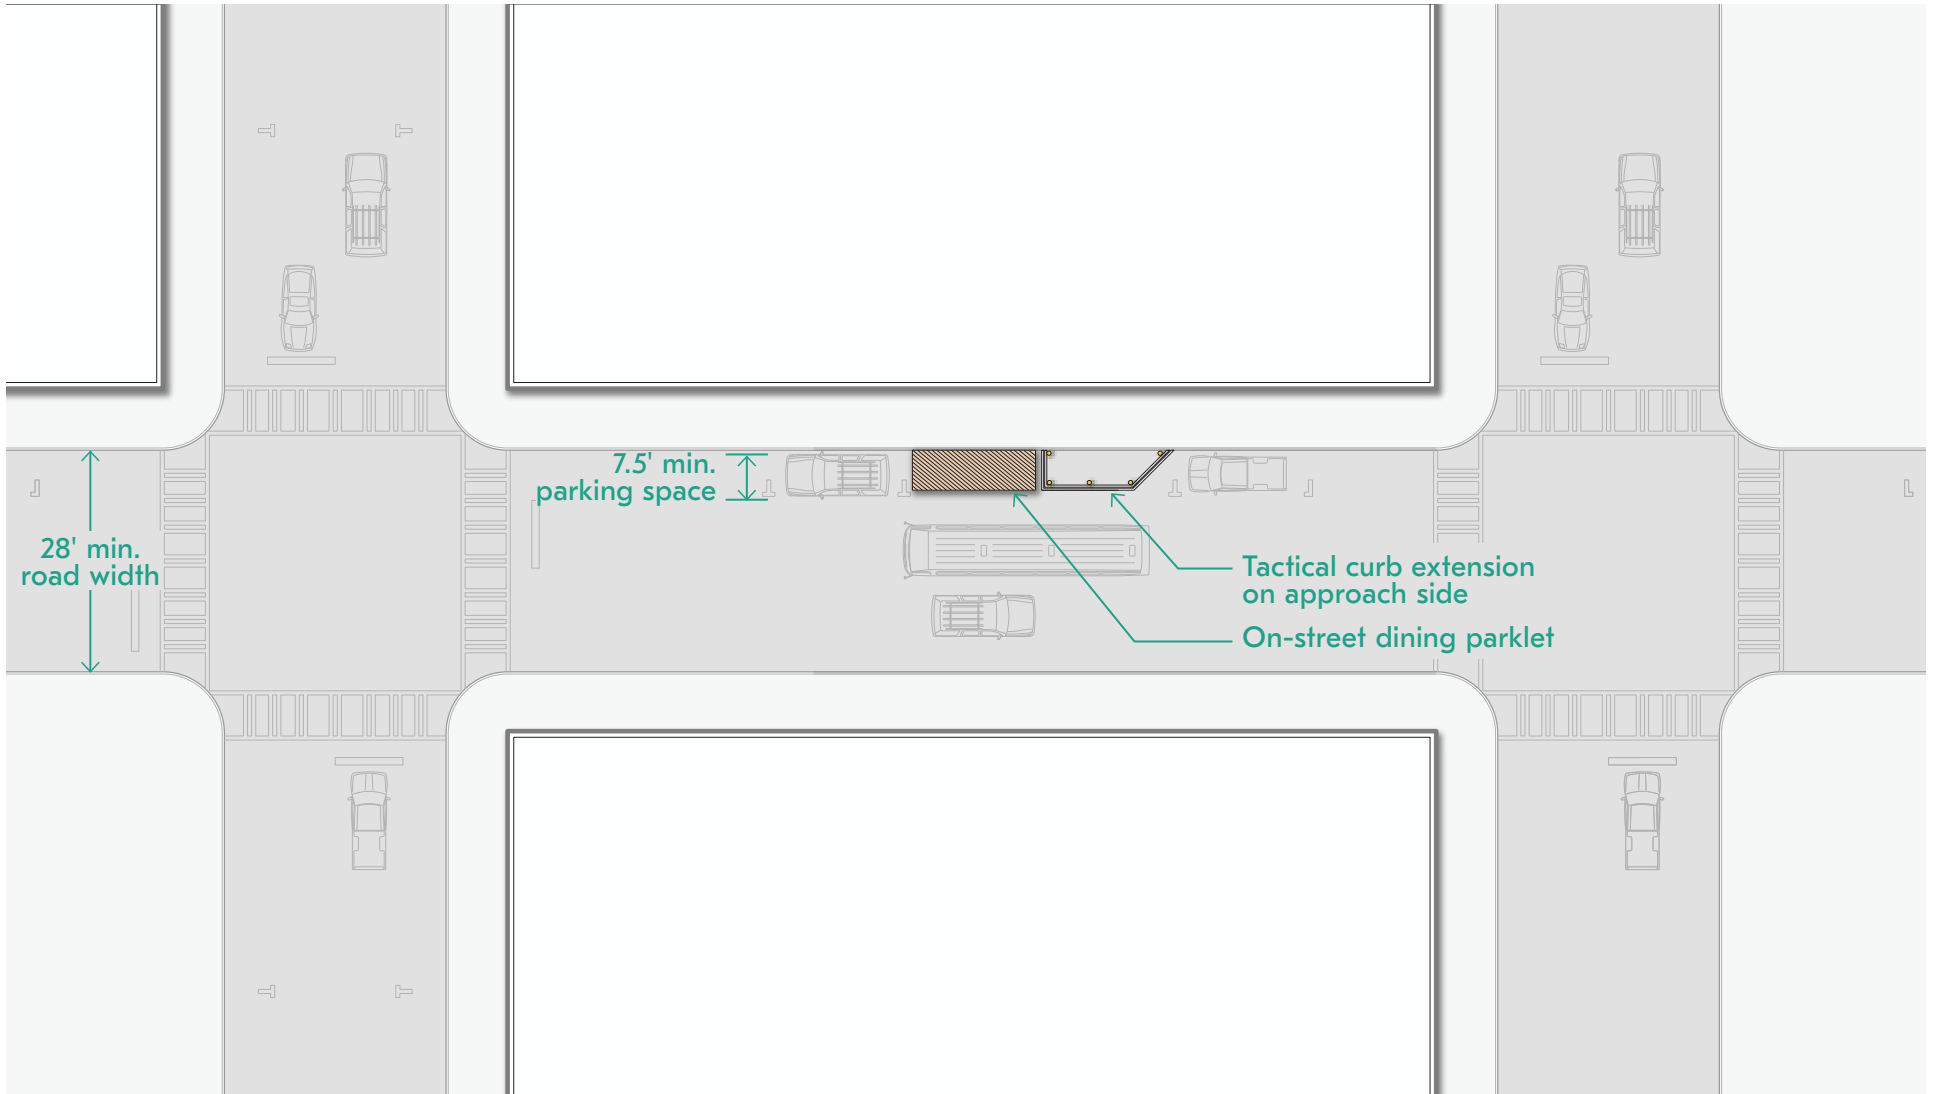 7.5' min.
parking space
28' min.
road width
Tactical curb extension
on approach side
On-street dining parklet